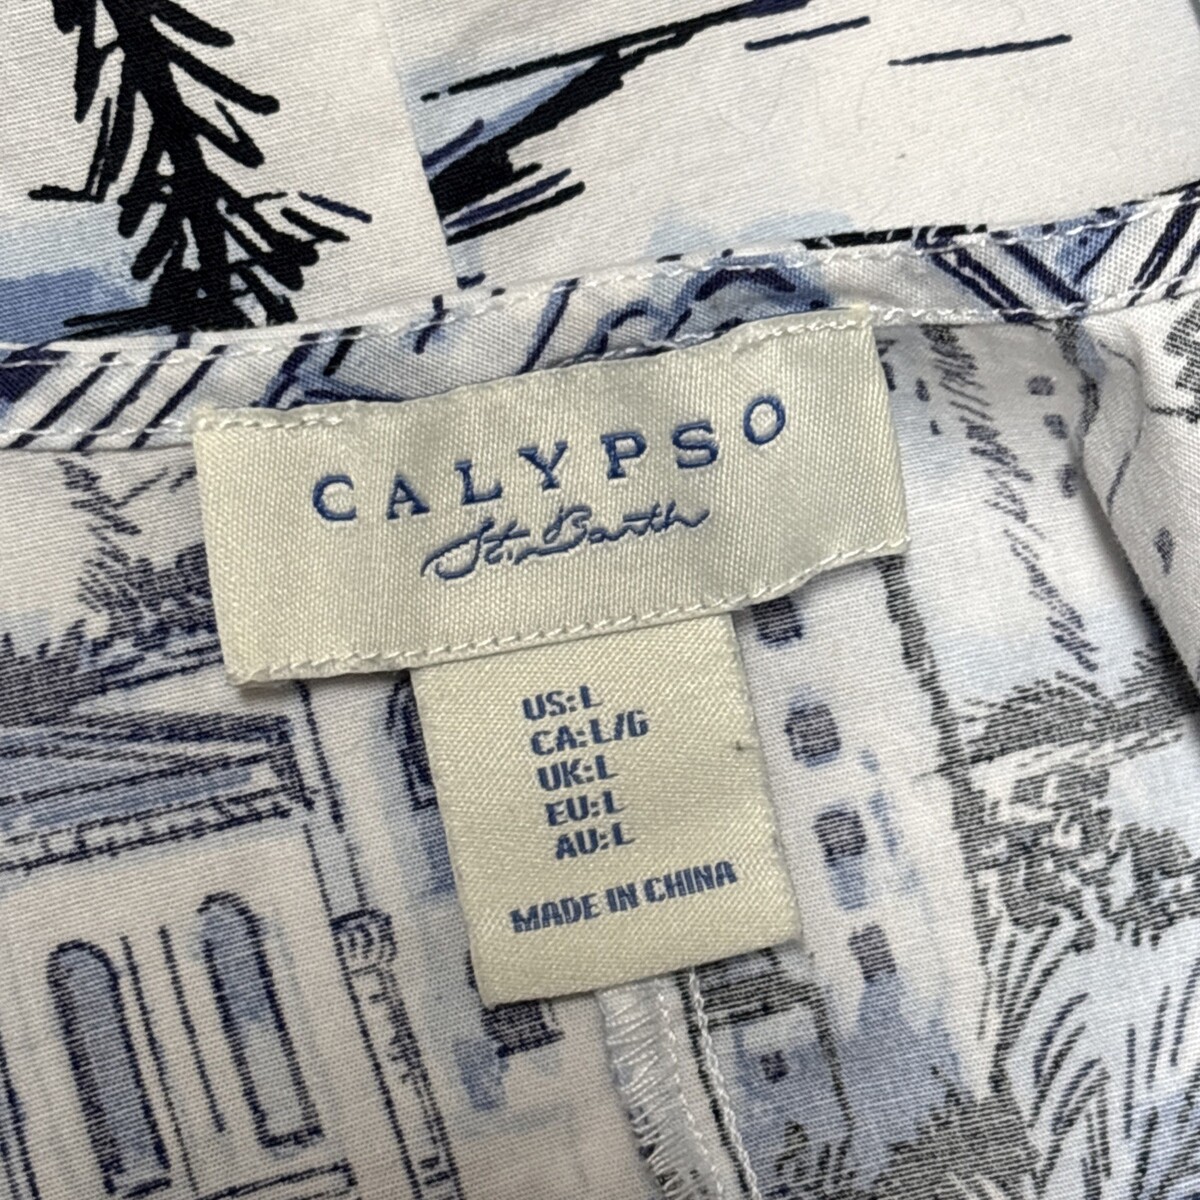 CALYPSO
St. Barth
US:L
CA:L/G
UK:L
EU:L
AU:L
MADE IN CHINA